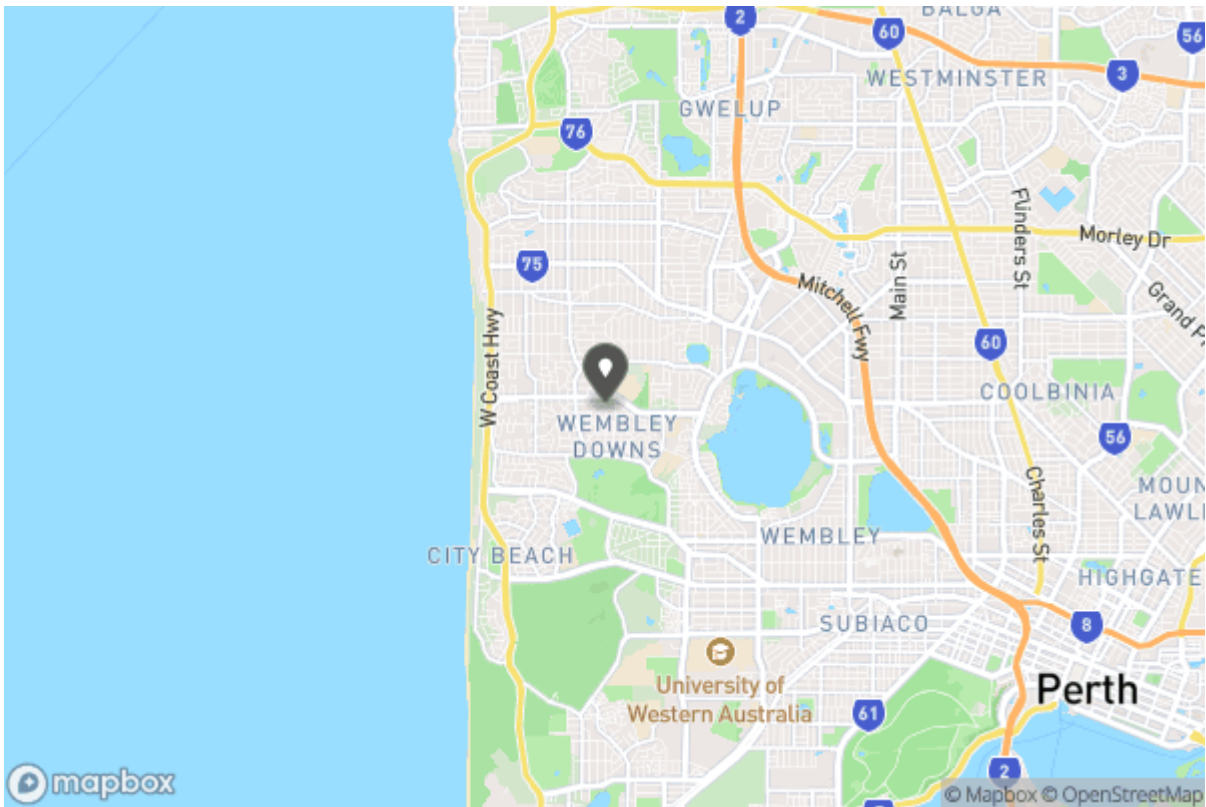 BALGA
2
60
56
WESTMINSTER
3
GWELUP
76
Flinders St
Morley Dr
Main St
75
Mitchell Fwy
Grand Pr
W Coast Hwy
60
COOLBINIA
WEMBLEY
DOWNS
56
Charles St
MOUN
LAWL
WEMBLEY
CITY BEACH
HIGHGATE
SUBIACO
8
University of
Western Australia
Perth
61
2
mapbox
© Mapbox © OpenStreetMap